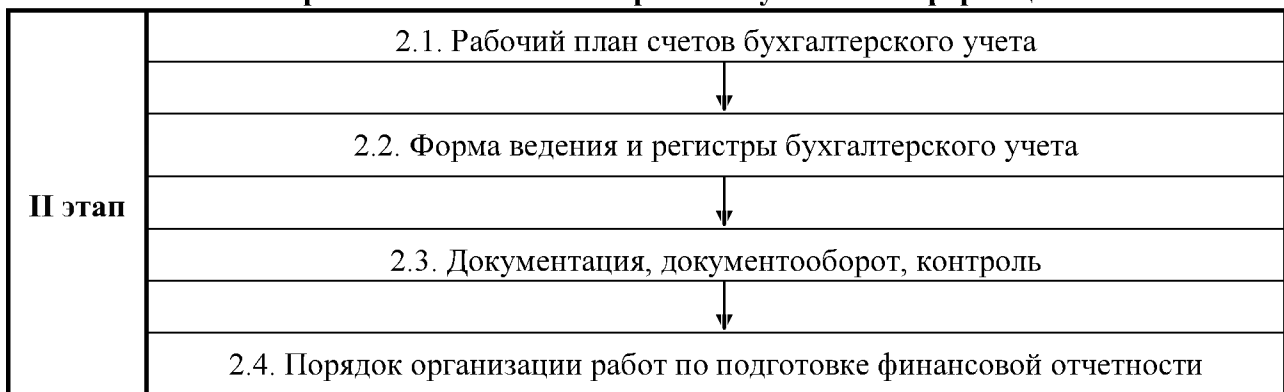 2.1. Рабочий план счетов бухгалтерского учета
2.2. Форма ведения и регистры бухгалтерского учета
II этап
2.3. Документация, документооборот, контроль
2.4. Порядок организации работ по подготовке финансовой отчетности